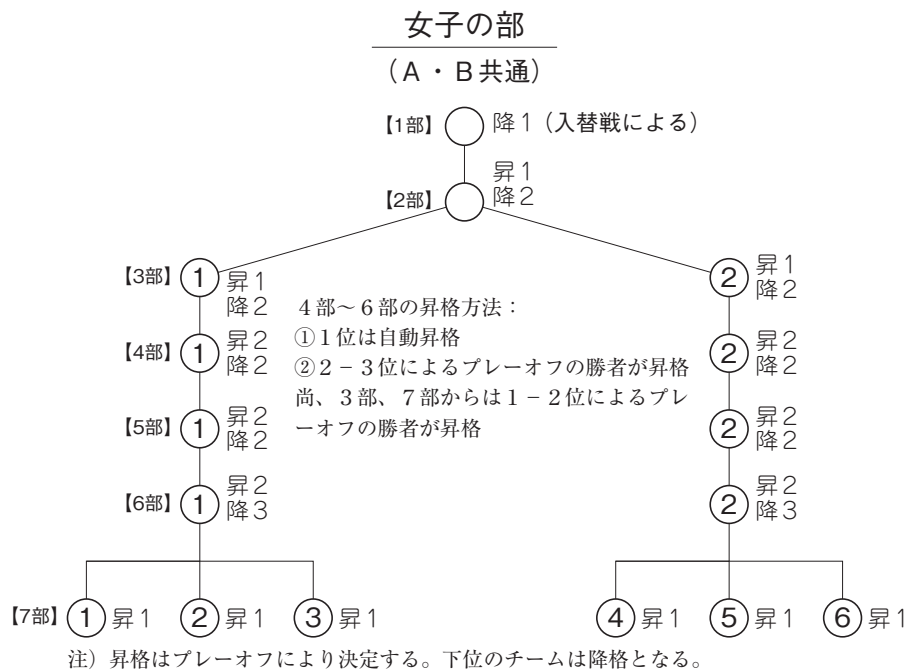 女子の部
(A・B共通)
【1部】 降1(入替戦による)
昇1
【2部】 降2
【3部】 1 昇1 降2
2 昇1 降2
4部〜6部の昇格方法:
①1位は自動昇格
②2−3位によるプレーオフの勝者が昇格
尚、3部、7部からは1−2位によるプレ
ーオフの勝者が昇格
【4部】 1 昇2 降2
2 昇2 降2
【5部】 1 昇2 降2
2 昇2 降2
【6部】 1 昇2 降3
2 昇2 降3
【7部】 1 昇1 2 昇1 3 昇1 4 昇1 5 昇1 6 昇1
注)昇格はプレーオフにより決定する。下位のチームは降格となる。